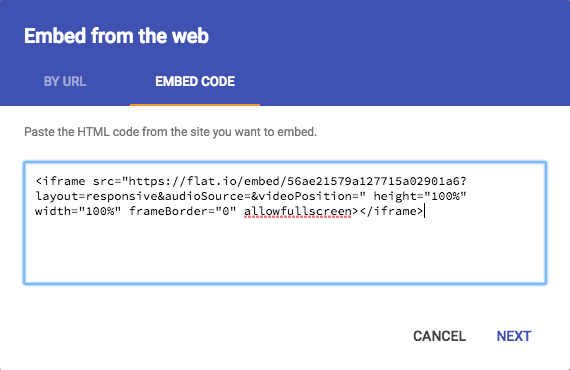 Embed from the web
BY URL
EMBED CODE
Paste the HTML code from the site you want to embed.
<iframe src="https://flat.io/embed/56ae21579a127715a02901a6?
layout=responsive&audioSource=&videoPosition=" height="100%"
width="100%" frameBorder="0" allowfullscreen></iframe>
CANCEL
NEXT